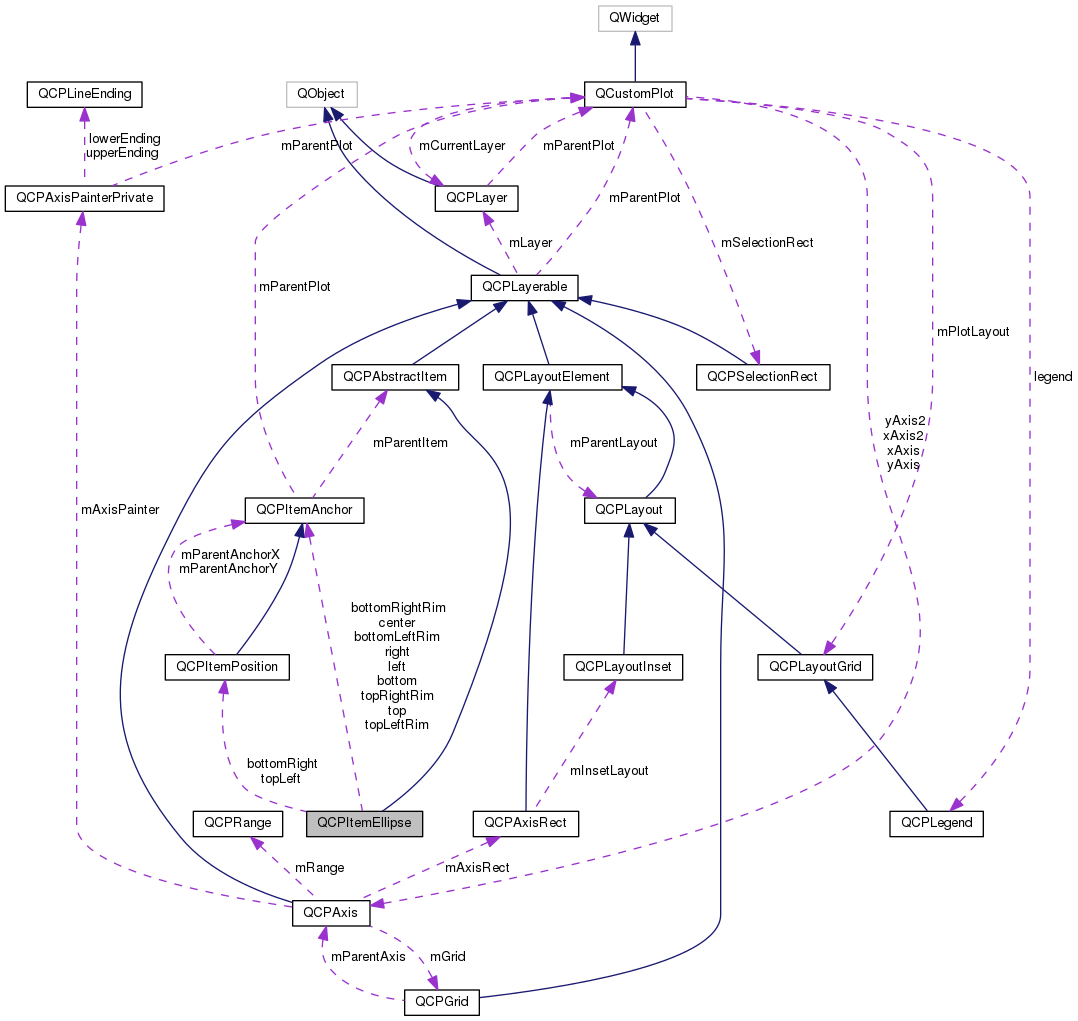 QWidget
QCPLineEnding
QObject
QCustomPlot
lowerEnding
upperEnding
mParentPlot
mCurrentLayer
mParentPlot
QCPAxisPainterPrivate
QCPLayer
mParentPlot
mLayer
mSelectionRect
mParentPlot
QCPLayerable
mPlotLayout
QCPAbstractItem
QCPLayoutElement
QCPSelectionRect
legend
yAxis2
xAxis2
xAxis
yAxis
mParentItem
mParentLayout
mAxisPainter
QCPItemAnchor
QCPLayout
mParentAnchorX
mParentAnchorY
bottomRightRim
center
bottomLeftRim
right
left
bottom
topRightRim
top
topLeftRim
QCPItemPosition
QCPLayoutInset
QCPLayoutGrid
bottomRight
topLeft
mInsetLayout
QCPRange
QCPItemEllipse
QCPAxisRect
QCPLegend
mRange
mAxisRect
QCPAxis
mParentAxis
mGrid
QCPGrid